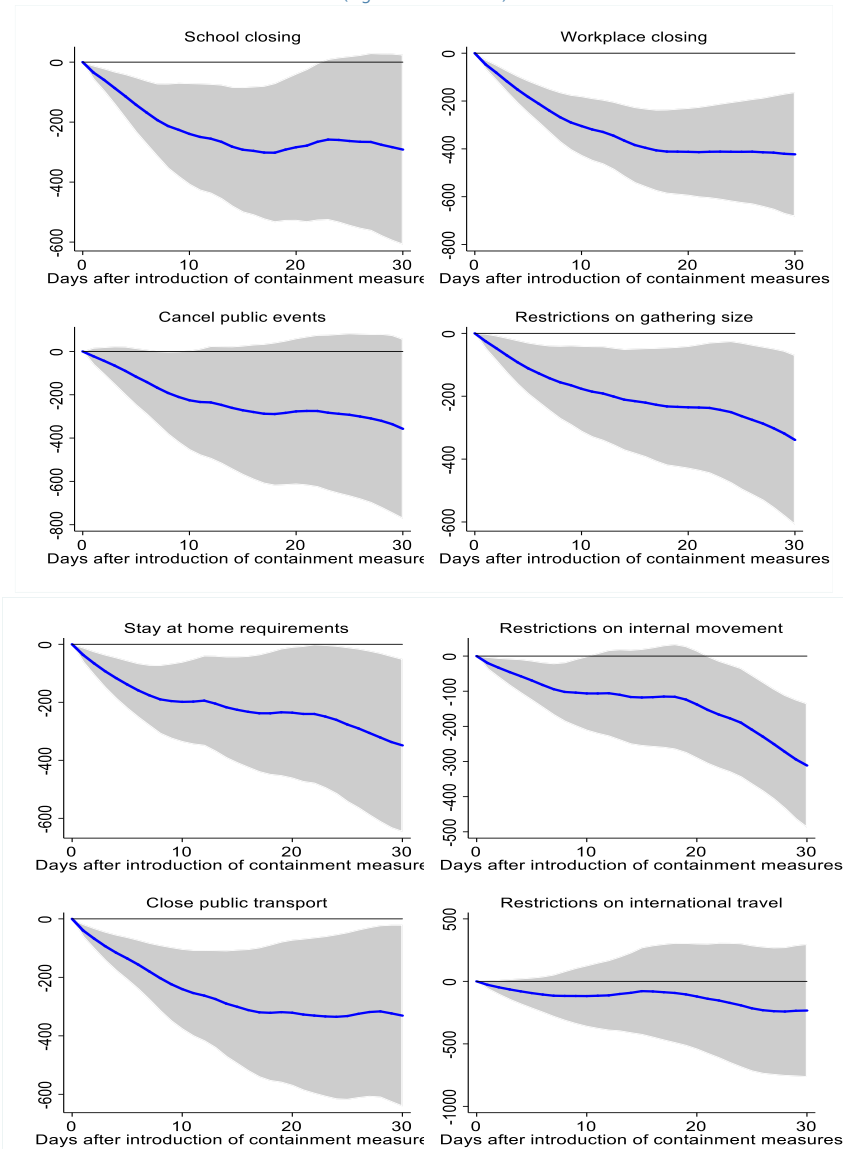 School closing
0
-200
-400
-600
0 10 20 30
Days after introduction of containment measure
Workplace closing
0
-200
-400
-600
-800
0 10 20 30
Days after introduction of containment measures
Cancel public events
0
-200
-400
-600
-800
0 10 20 30
Days after introduction of containment measure
Restrictions on gathering size
0
-200
-400
-600
0 10 20 30
Days after introduction of containment measures
Stay at home requirements
0
-200
-400
-600
0 10 20 30
Days after introduction of containment measure
Restrictions on internal movement
0
-100
-200
-300
-400
-500
0 10 20 30
Days after introduction of containment measures
Close public transport
0
-200
-400
-600
0 10 20 30
Days after introduction of containment measure
Restrictions on international travel
500
0
-500
-1000
0 10 20 30
Days after introduction of containment measures